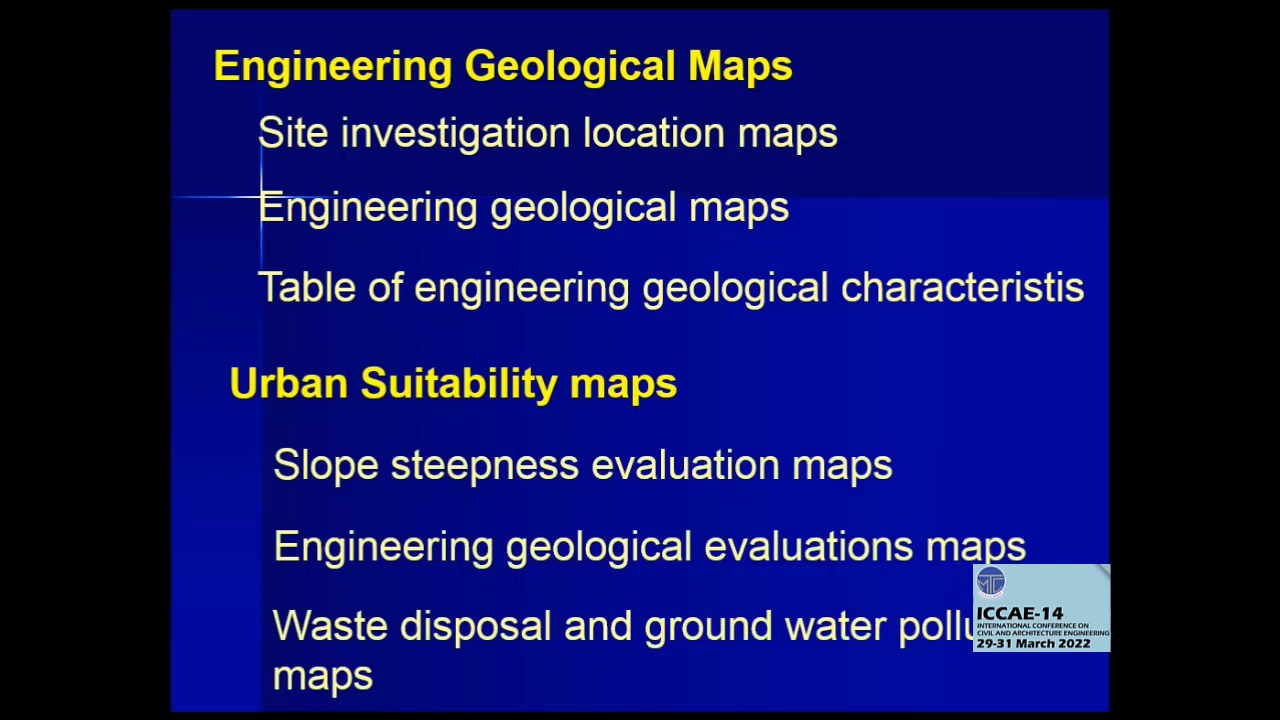 Engineering Geological Maps
Site investigation location maps
Engineering geological maps
Table of engineering geological characteristis
Urban Suitability maps
Slope steepness evaluation maps
Engineering geological evaluations maps
Waste disposal and ground water
maps
MTC
ICCAE-14
INTERNATIONAL CONFERENCE ON
CIVIL AND ARCHITECTURE ENGINEERING
29-31 March 2022